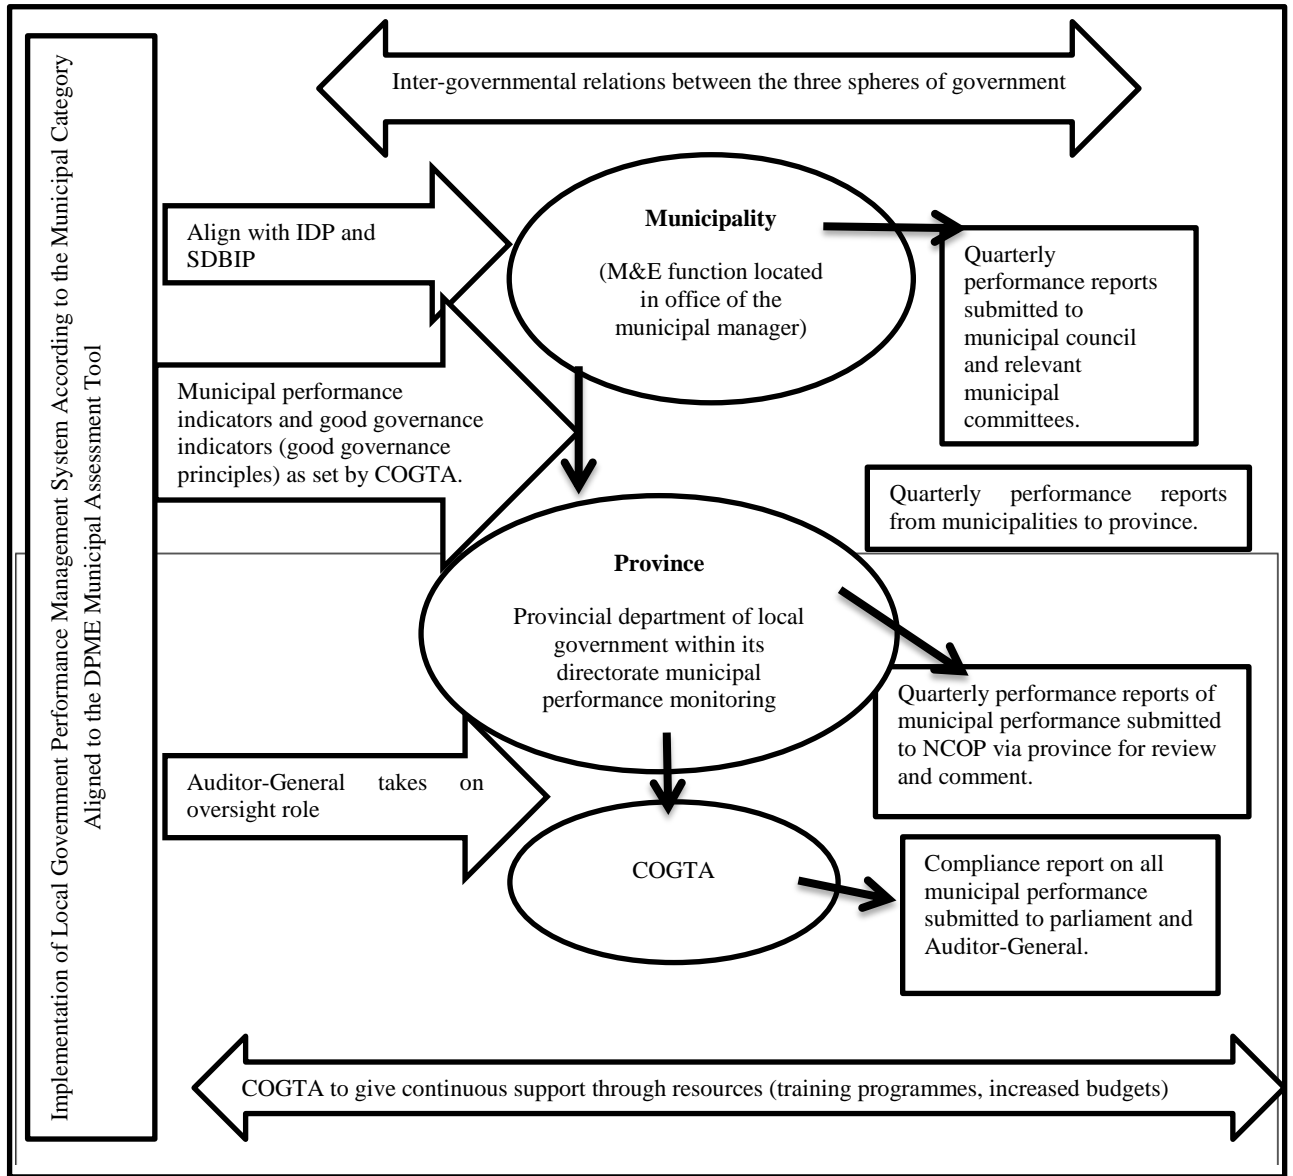 Implementation of Local Government Performance Management System According to the Municipal Category
Aligned to the DPME Municipal Assessment Tool
Inter-governmental relations between the three spheres of government
Align with IDP and
SDBIP
Municipality
(M&E function located
in office of the
municipal manager)
Quarterly
performance reports
submitted to
municipal council
and relevant
municipal
committees.
Municipal performance
indicators and good governance
indicators (good governance
principles) as set by COGTA.
Quarterly performance reports
from municipalities to province.
Province
Provincial department of local
government within its
directorate municipal
performance monitoring
Quarterly performance reports of
municipal performance submitted
to NCOP via province for review
and comment.
Auditor-General takes on
oversight role
COGTA
Compliance report on all
municipal performance
submitted to parliament and
Auditor-General.
COGTA to give continuous support through resources (training programmes, increased budgets)